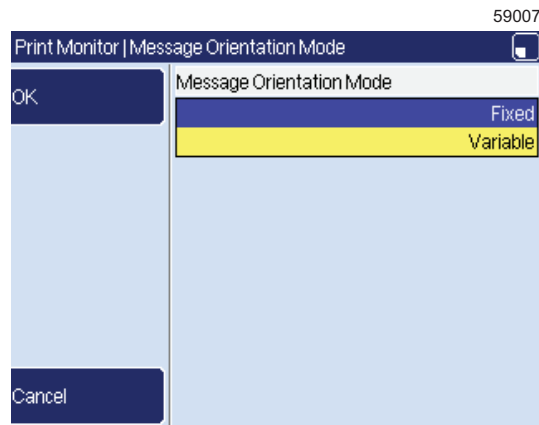 59007
Print Monitor | Message Orientation Mode
OK
Message Orientation Mode
Fixed
Variable
Cancel